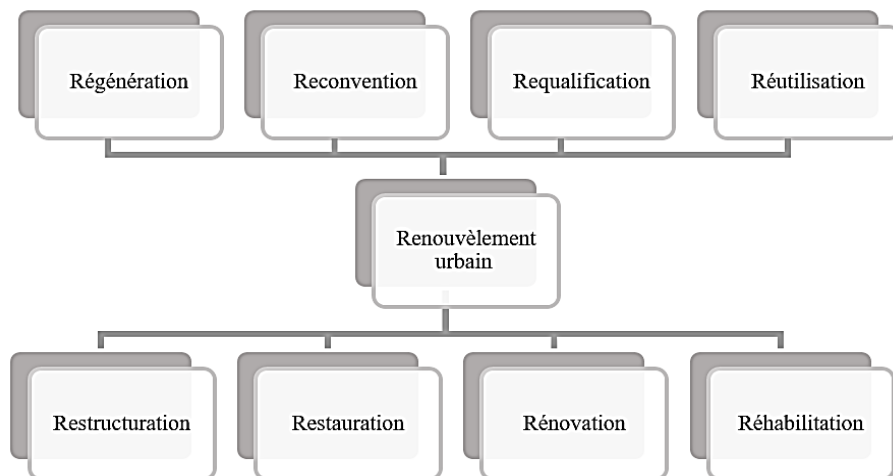 Régénération
Reconvention
Requalification
Réutilisation
Renouvèlement
urbain
Restructuration
Restauration
Rénovation
Réhabilitation